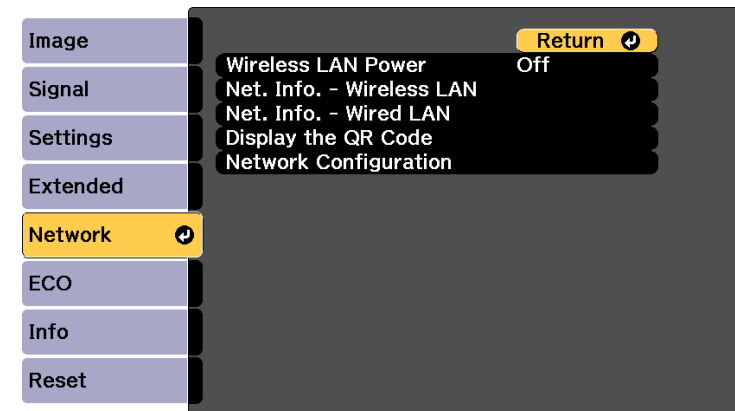 Image
Signal
Settings
Extended
Network
ECO
Info
Reset
Return
Wireless LAN Power Off
Net. Info. - Wireless LAN
Net. Info. - Wired LAN
Display the QR Code
Network Configuration